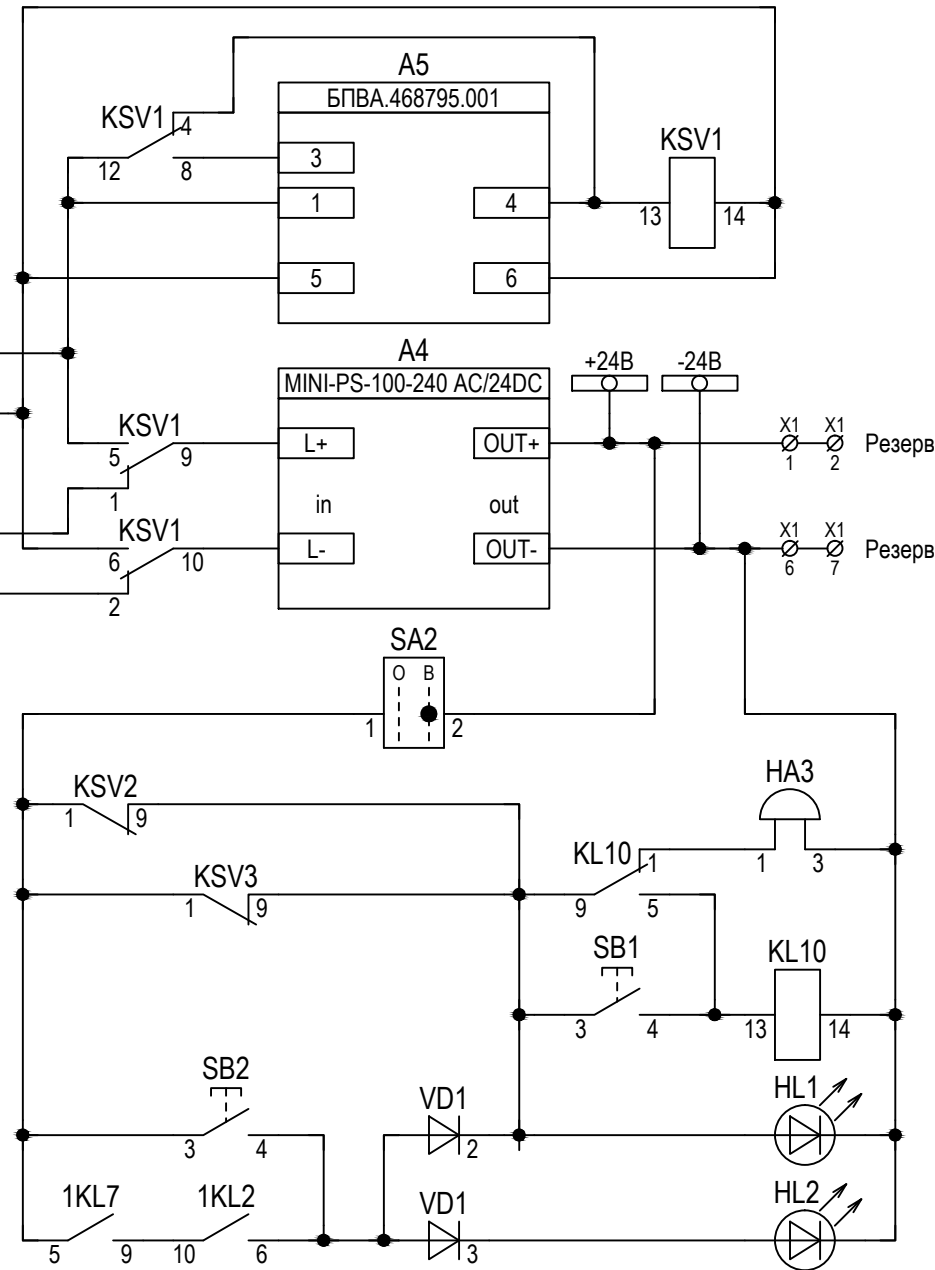 A5
БПВА.468795.001
KSV1
4
12
8
3
1
5
4
6
KSV1
13
14
A4
MINI-PS-100-240 AC/24DC
+24В
-24В
KSV1
5
9
1
L+
OUT+
X1
1
X1
2
Резерв
in
out
KSV1
6
10
2
L-
OUT-
X1
6
X1
7
Резерв
SA2
О В
1
2
KSV2
1
9
HA3
1
3
KSV3
1
9
KL10
1
9
5
SB1
3
4
KL10
13
14
SB2
3
4
VD1
2
HL1
1KL7
5
9
1KL2
10
6
VD1
3
HL2